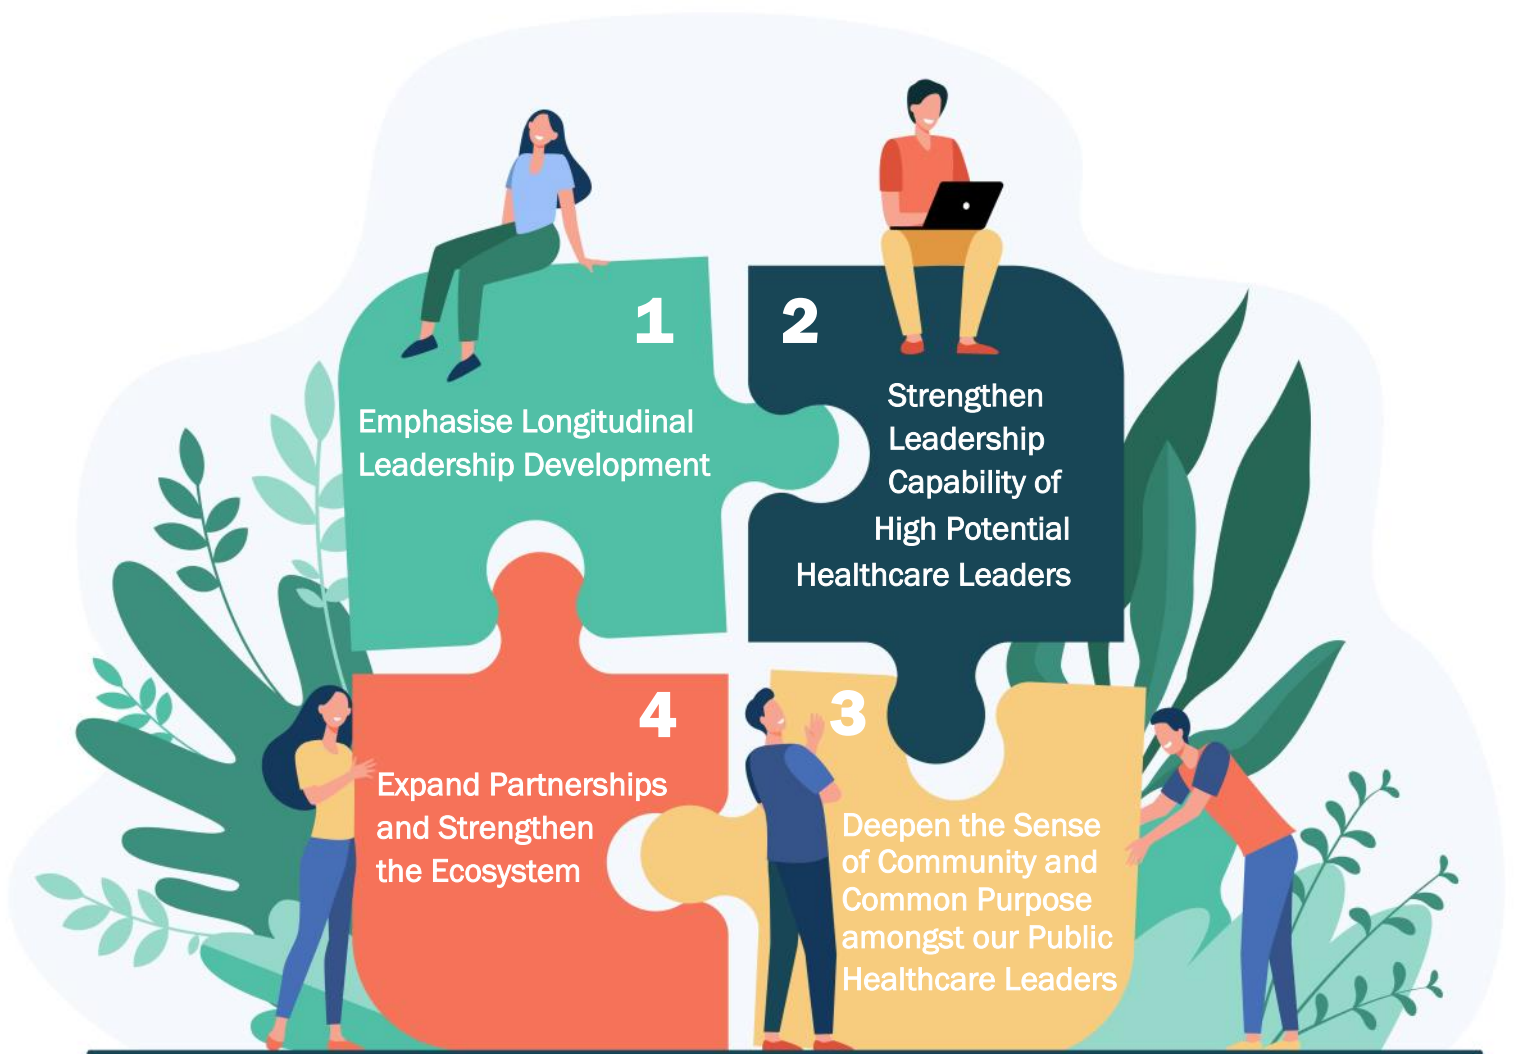 1
Emphasise Longitudinal
Leadership Development
2
Strengthen
Leadership
Capability of
High Potential
Healthcare Leaders
3
Deepen the Sense
of Community and
Common Purpose
amongst our Public
Healthcare Leaders
4
Expand Partnerships
and Strengthen
the Ecosystem